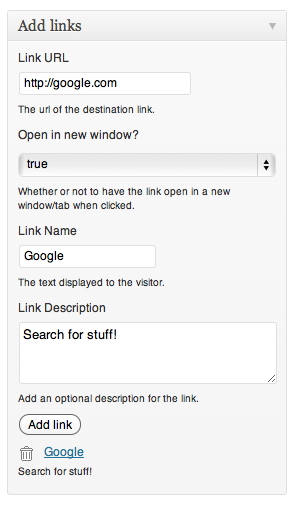 Add links
Link URL
http://google.com
The url of the destination link.
Open in new window?
true
Whether or not to have the link open in a new
window/tab when clicked.
Link Name
Google
The text displayed to the visitor.
Link Description
Search for stuff!
Add an optional description for the link.
Add link
Google
Search for stuff!